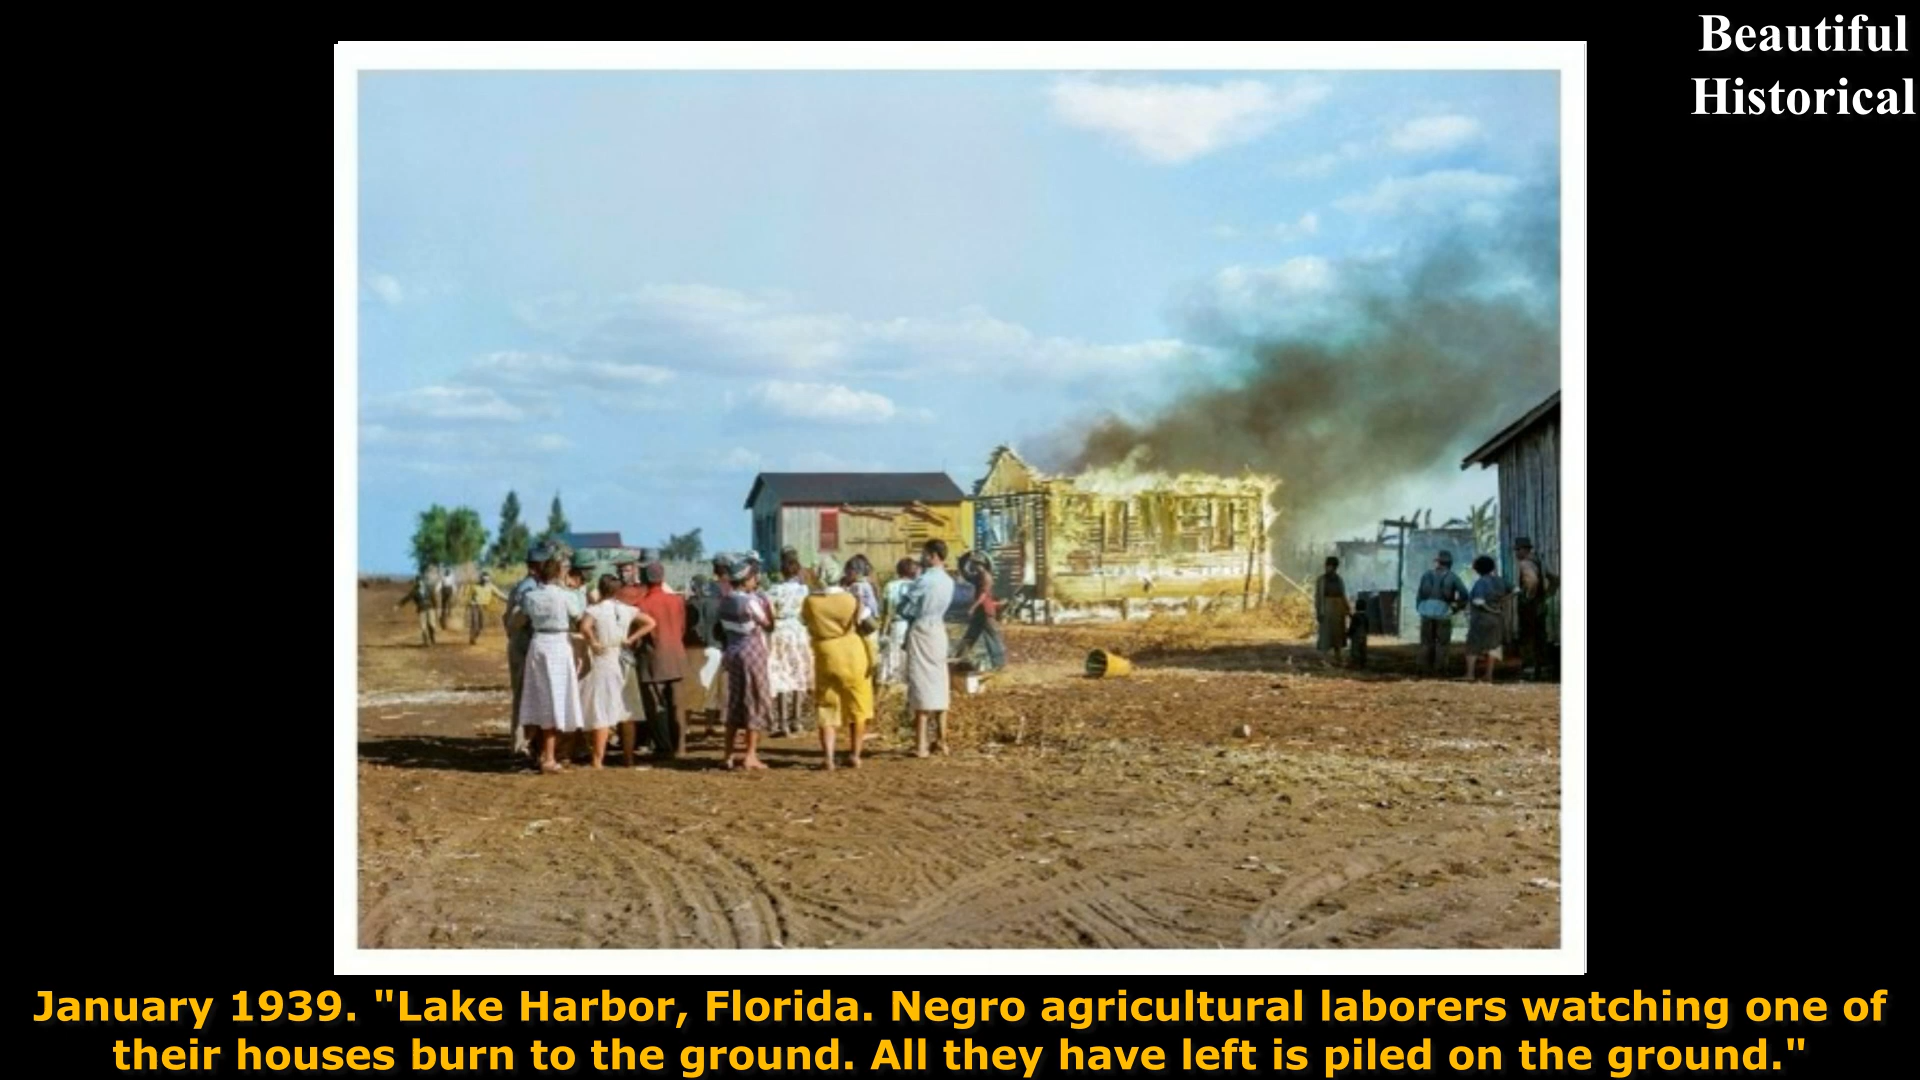 Beautiful
Historical
January 1939. "Lake Harbor, Florida. Negro agricultural laborers watching one of
their houses burn to the ground. All they have left is piled on the ground."